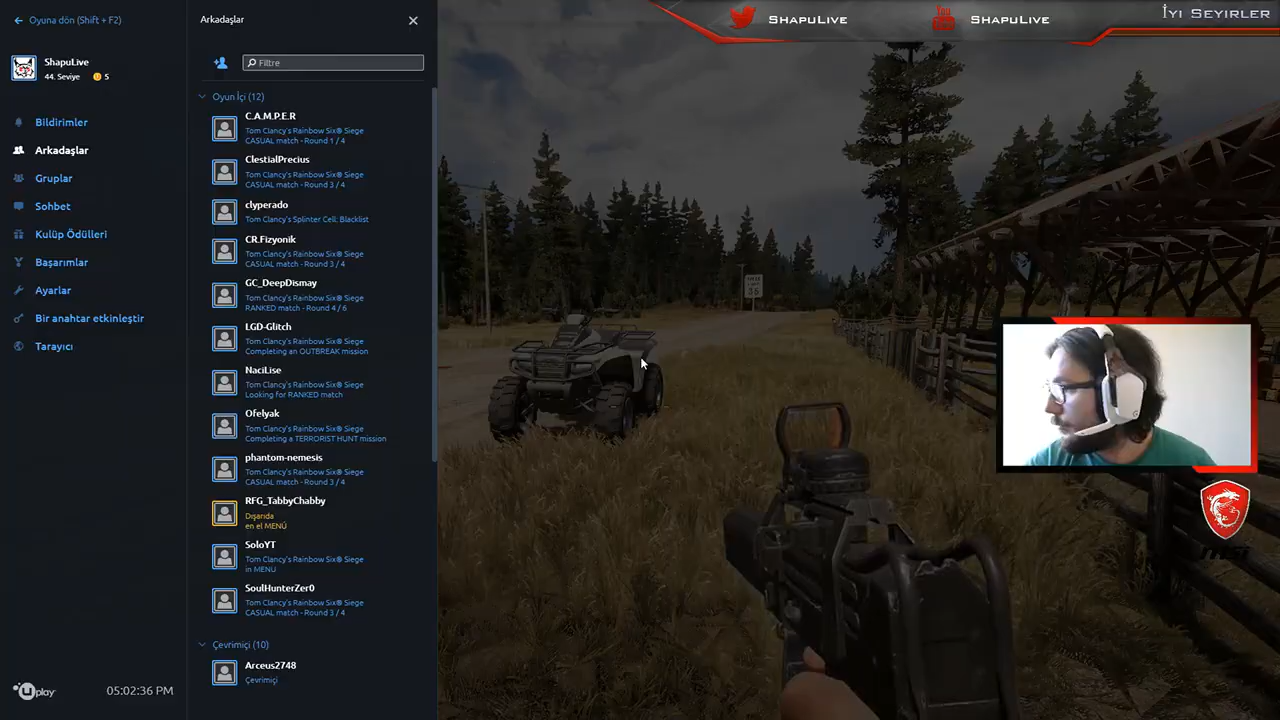 Oyuna dön (Shift + F2)
ShapuLive
44. Seviye 5
Bildirimler
Arkadaşlar
Gruplar
Sohbet
Kulüp Ödülleri
Başarımlar
Ayarlar
Bir anahtar etkinleştir
Tarayıcı
uplay
05:02:36 PM
Arkadaşlar
Filtre
Oyun İçi (12)
C.A.M.P.E.R
Tom Clancy's Rainbow Six® Siege
CASUAL match - Round 1 / 4
ClestialPrecius
Tom Clancy's Rainbow Six® Siege
CASUAL match - Round 3 / 4
clyperado
Tom Clancy's Splinter Cell: Blacklist
CR.Fizyonik
Tom Clancy's Rainbow Six® Siege
CASUAL match - Round 3 / 4
GC_DeepDismay
Tom Clancy's Rainbow Six® Siege
RANKED match - Round 4 / 6
LGD-Glitch
Tom Clancy's Rainbow Six® Siege
Completing an OUTBREAK mission
NaciLise
Tom Clancy's Rainbow Six® Siege
Looking for RANKED match
Ofelyak
Tom Clancy's Rainbow Six® Siege
Completing a TERRORIST HUNT mission
phantom-nemesis
Tom Clancy's Rainbow Six® Siege
CASUAL match - Round 3 / 4
RFG_TabbyChabby
Dışarıda
en el MENÚ
SoloYT
Tom Clancy's Rainbow Six® Siege
in MENU
SoulHunterZer0
Tom Clancy's Rainbow Six® Siege
CASUAL match - Round 3 / 4
Çevrimiçi (10)
Arceus2748
Çevrimiçi
ShapuLive
You
ShapuLive
İyi Seyirler
35
msi